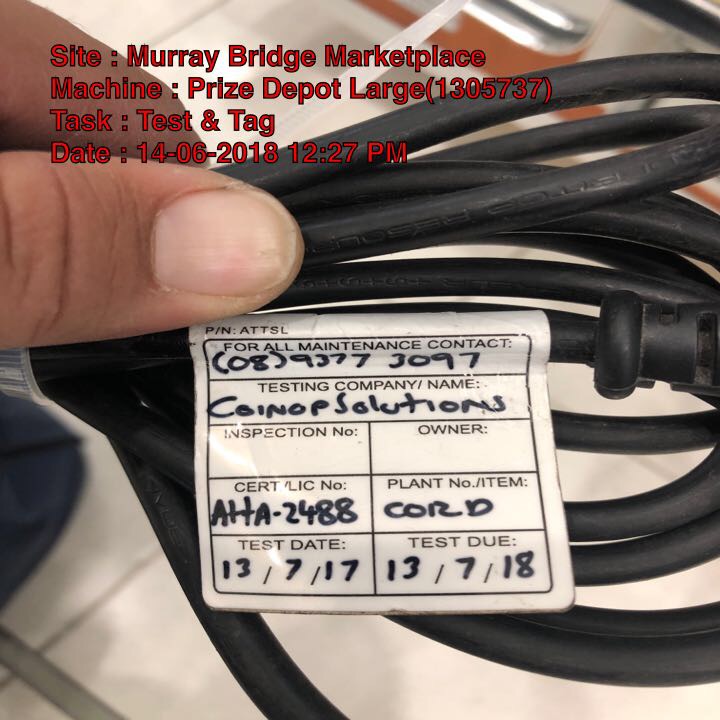 Site : Murray Bridge Marketplace
Machine : Prize Depot Large(1305737)
Task : Test & Tag
Date : 14-06-2018 12:27 PM
P/N: ATTSL
FOR ALL MAINTENANCE CONTACT:
(08)9377 3097
TESTING COMPANY/ NAME:
CoinopSolutions
INSPECTION No: OWNER:
CERT/LIC No: PLANT No./ITEM:
AHA-2488 CORD
TEST DATE: TEST DUE:
13/7/17 13/7/18